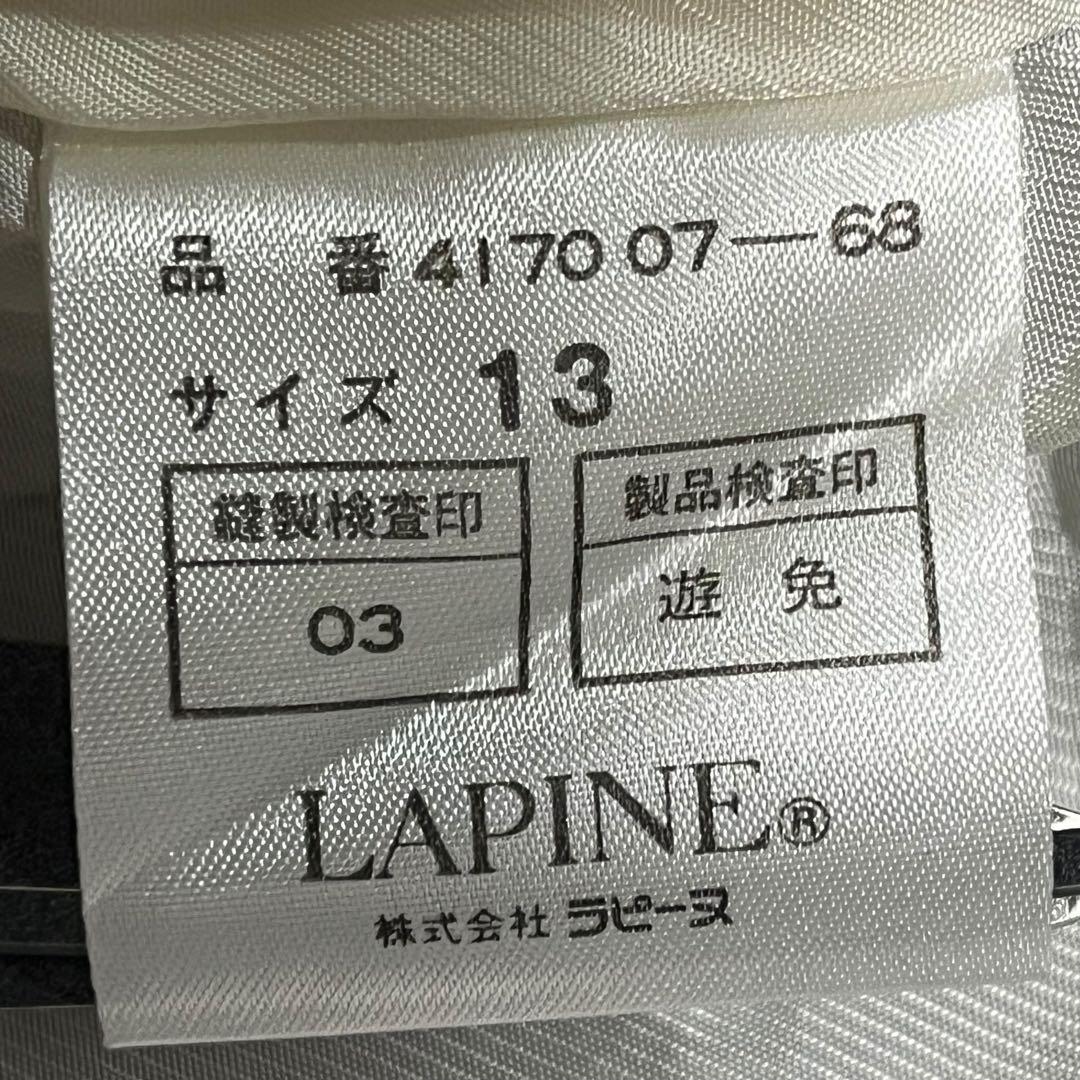 品 番 417007-68
サイズ 13
縫製検査印
03
製品検査印
遊免
LAPINE®
株式会社 ラピーヌ